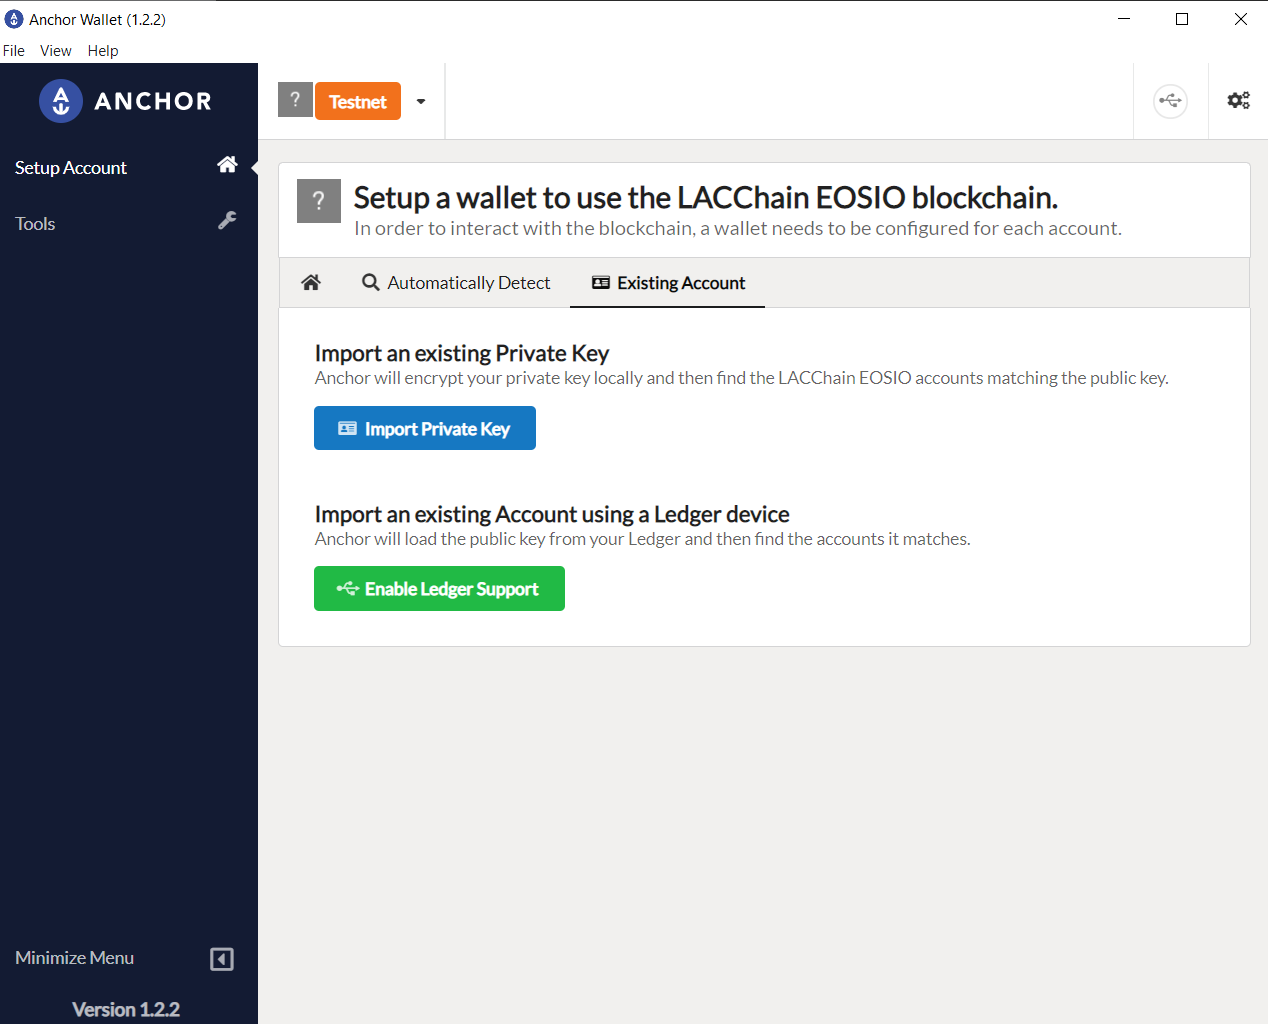 Anchor Wallet (1.2.2)
File View Help
ANCHOR
? Testnet
Setup Account
Tools
? Setup a wallet to use the LACChain EOSIO blockchain.
In order to interact with the blockchain, a wallet needs to be configured for each account.
Automatically Detect Existing Account
Import an existing Private Key
Anchor will encrypt your private key locally and then find the LACChain EOSIO accounts matching the public key.
Import Private Key
Import an existing Account using a Ledger device
Anchor will load the public key from your Ledger and then find the accounts it matches.
Enable Ledger Support
Minimize Menu
Version 1.2.2